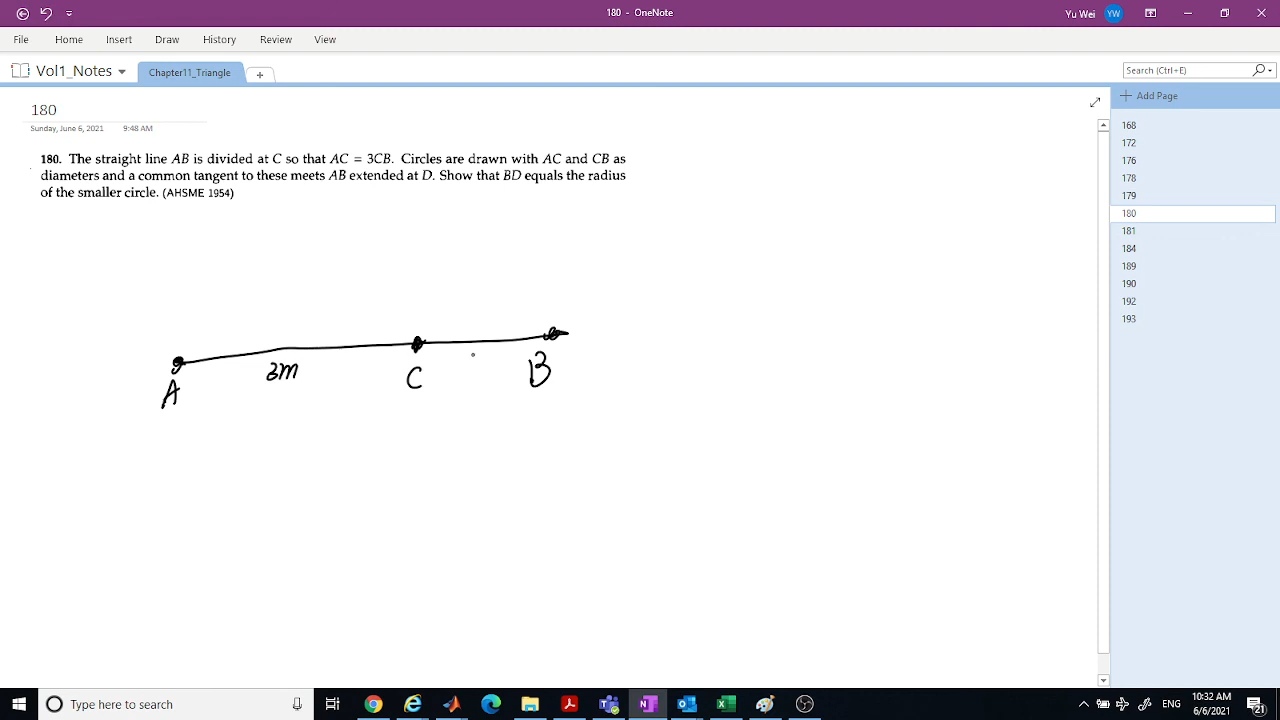 180 - OneNote
Yu Wei YW
File Home Insert Draw History Review View
Vol1_Notes Chapter11_Triangle + Search (Ctrl+E)
Add Page
180
Sunday, June 6, 2021 9:48 AM
180. The straight line AB is divided at C so that AC = 3CB. Circles are drawn with AC and CB as
diameters and a common tangent to these meets AB extended at D. Show that BD equals the radius
of the smaller circle. (AHSME 1954)
168
172
176
178
179
180
181
184
189
190
192
193
3m
A C B
Type here to search
ENG
10:32 AM
6/6/2021
21